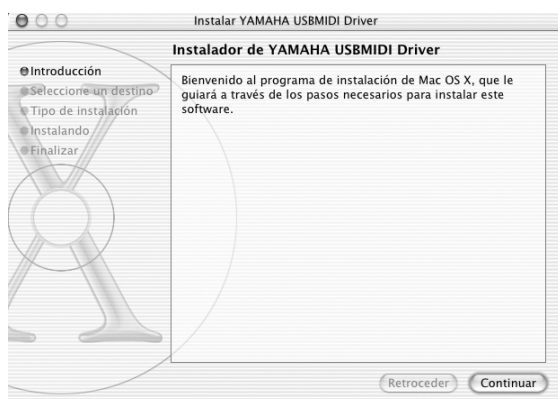 Instalar YAMAHA USBMIDI Driver
Instalador de YAMAHA USBMIDI Driver
Introducción
Seleccione un destino
Tipo de instalación
Instalando
Finalizar
Bienvenido al programa de instalación de Mac OS X, que le
guiará a través de los pasos necesarios para instalar este
software.
Retroceder
Continuar